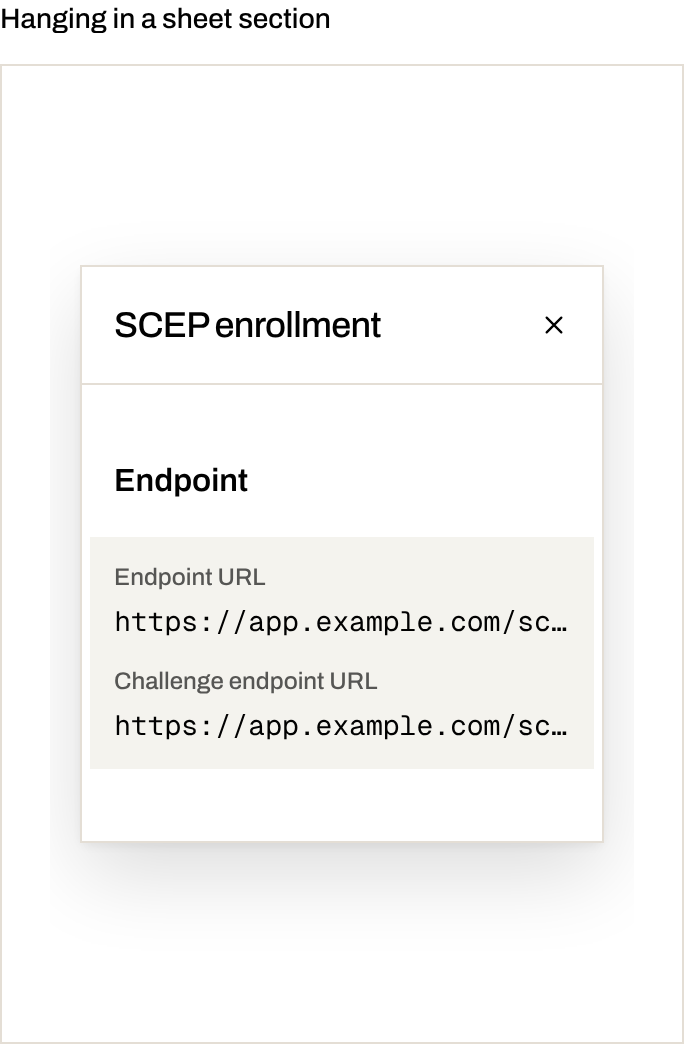 Hanging in a sheet section
SCEP enrollment
Endpoint
Endpoint URL
https://app.example.com/sc…
Challenge endpoint URL
https://app.example.com/sc…